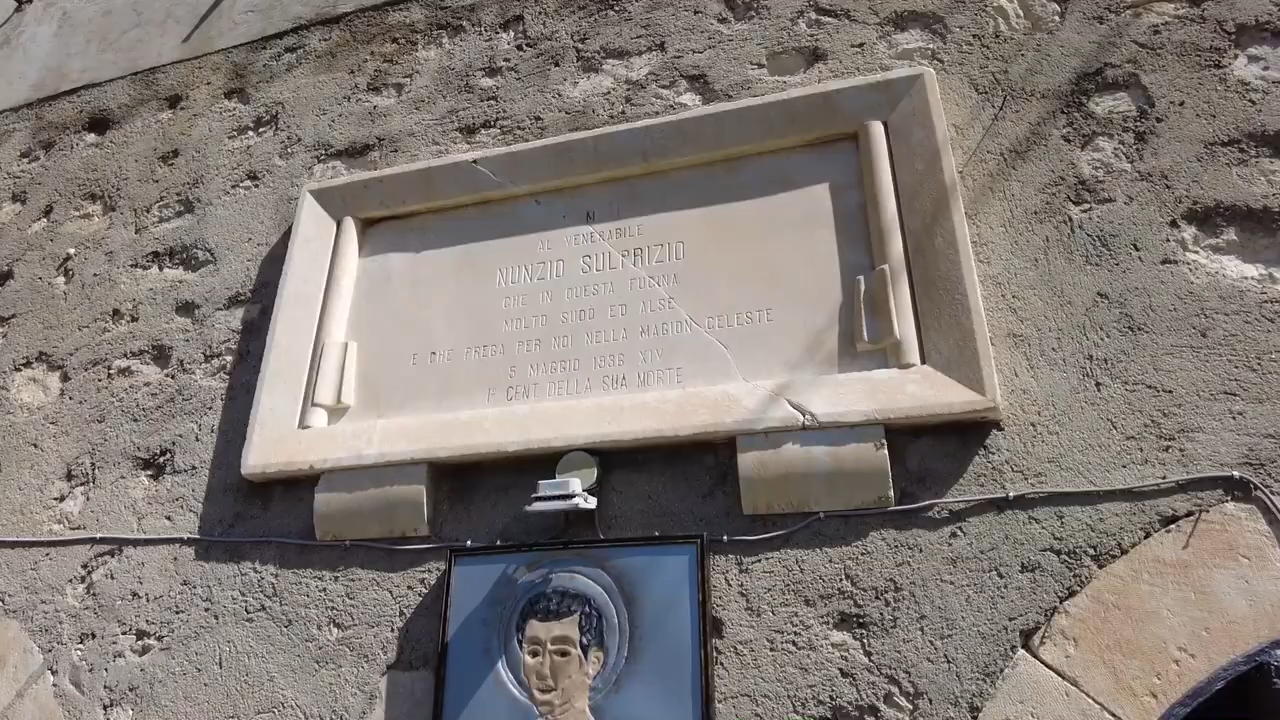 M
AL VENERABILE
NUNZIO SULPRIZIO
CHE IN QUESTA FUCINA
MOLTO SUDÒ ED ALSE
E CHE PREGA PER NOI NELLA MAGION CELESTE
5 MAGGIO 1936 XIV
1° CENT. DELLA SUA MORTE